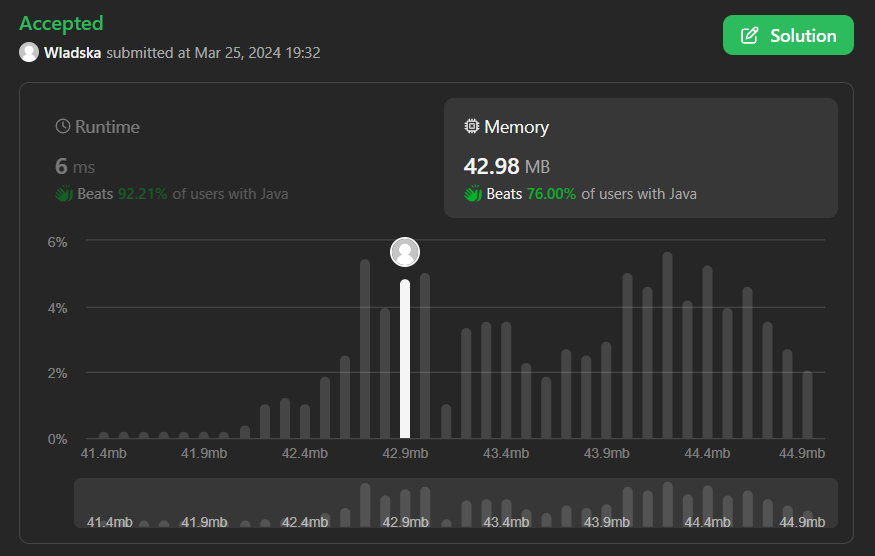 Accepted
Wladska submitted at Mar 25, 2024 19:32
Solution
Runtime
6 ms
Beats 92.21% of users with Java
Memory
42.98 MB
Beats 76.00% of users with Java
6%
4%
2%
0%
41.4mb 41.9mb 42.4mb 42.9mb 43.4mb 43.9mb 44.4mb 44.9mb
41.4mb 41.9mb 42.4mb 42.9mb 43.4mb 43.9mb 44.4mb 44.9mb